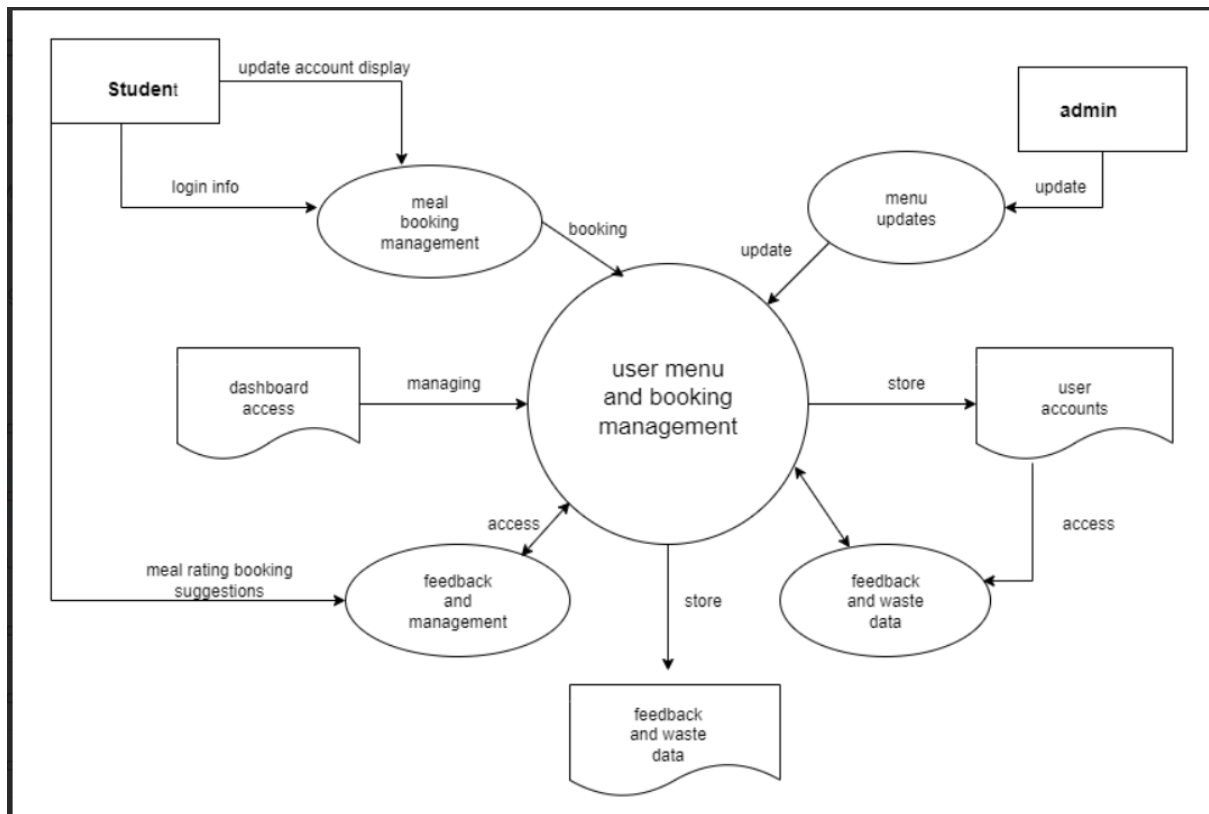 Student
update account display
login info
meal
booking
management
booking
admin
update
menu
updates
update
dashboard
access
managing
user menu
and booking
management
store
user
accounts
access
access
meal rating booking
suggestions
feedback
and
management
store
feedback
and waste
data
feedback
and waste
data